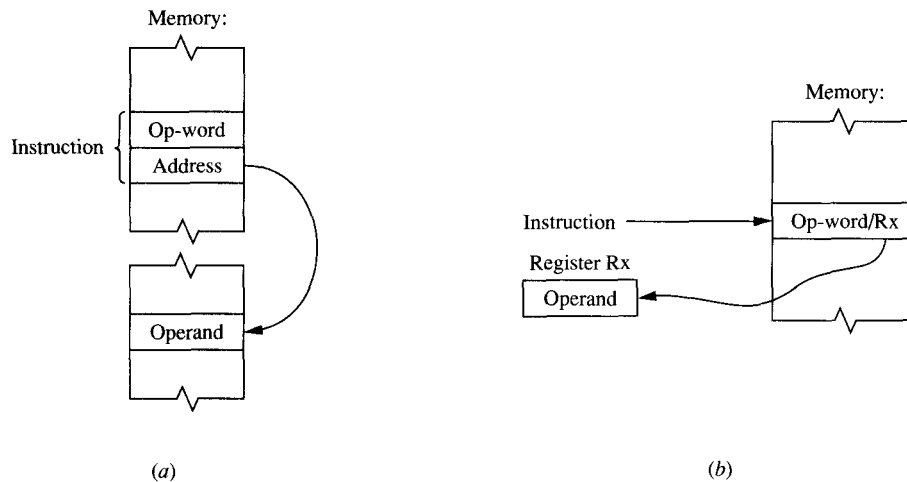 Memory:
Instruction
Op-word
Address
Operand
(a)
Memory:
Instruction
Op-word/Rx
Register Rx
Operand
(b)